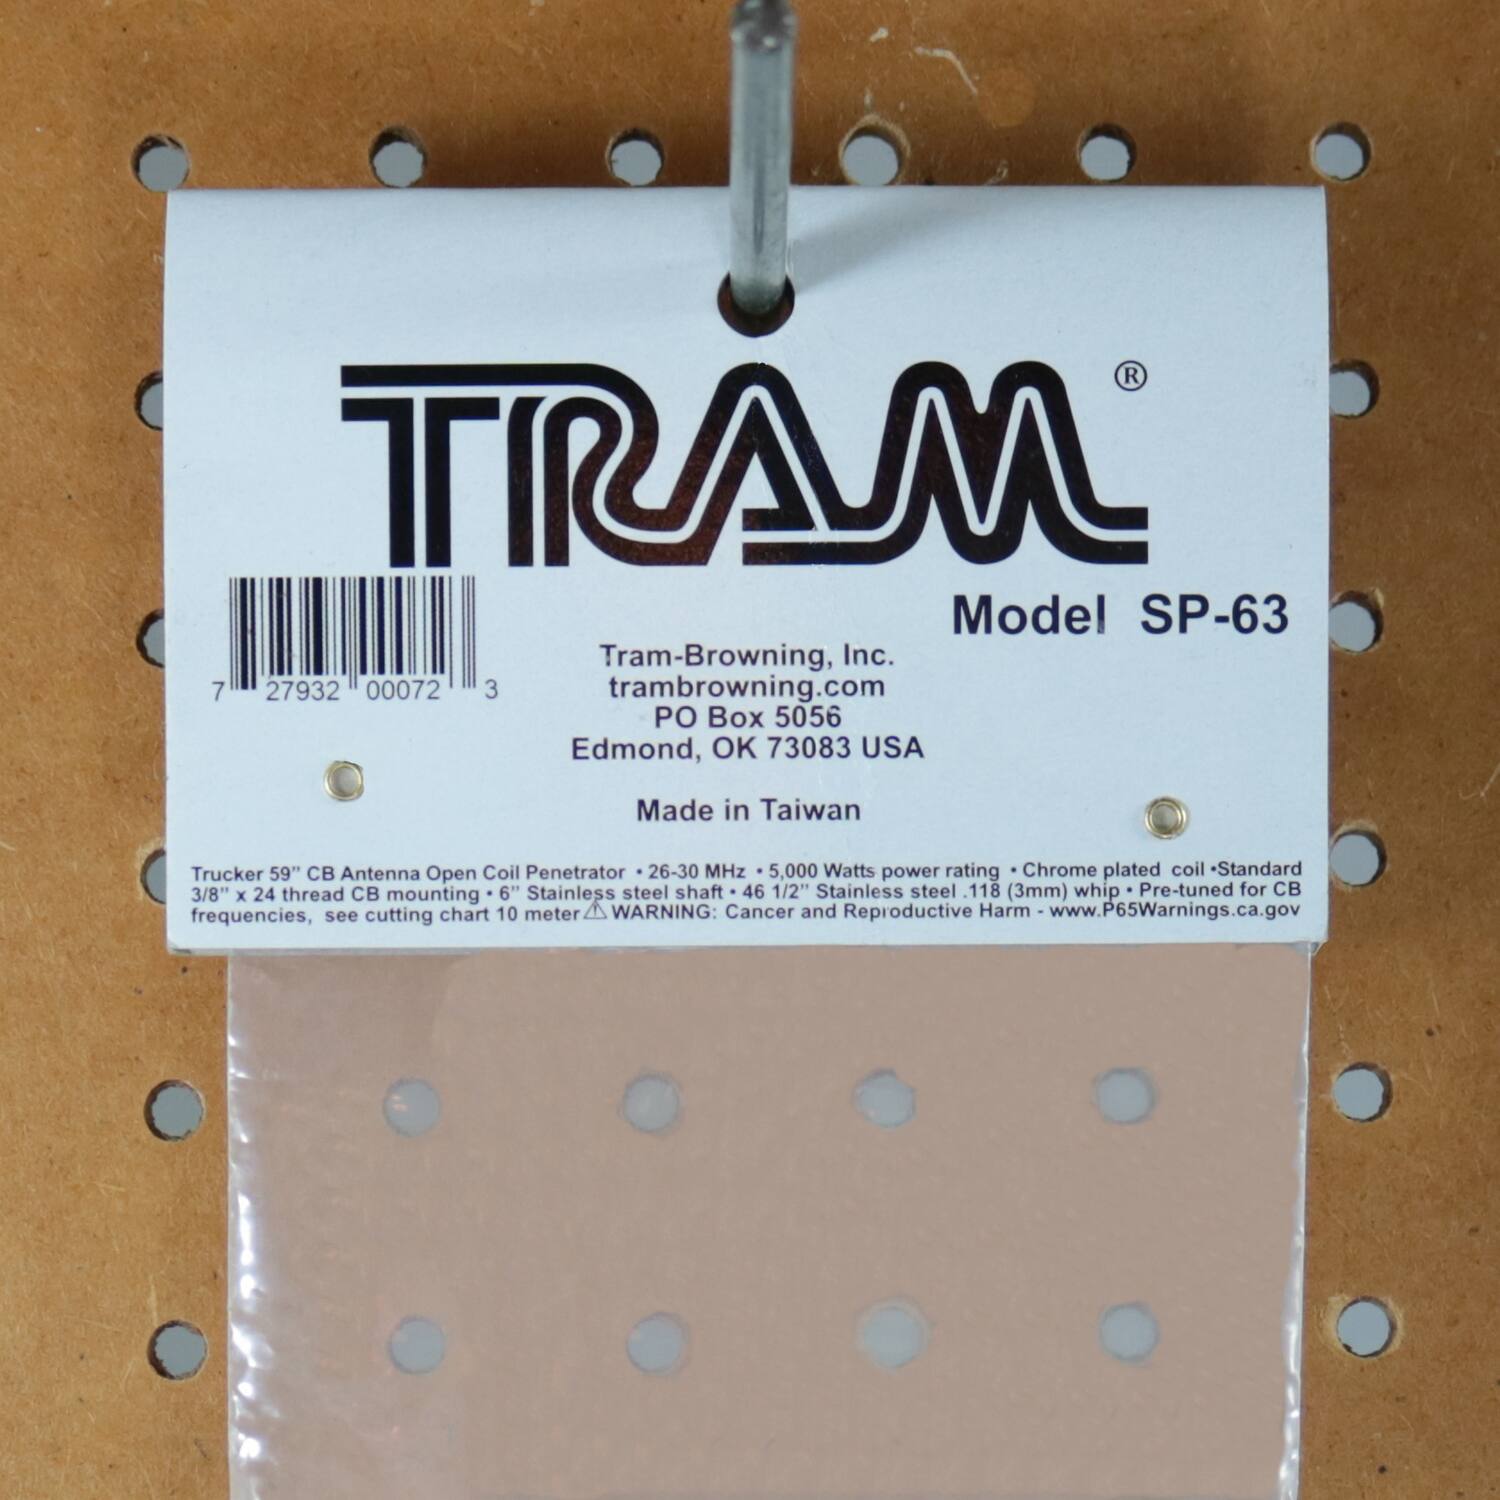 TRAM®
Model SP-63
7 27932 00072 3
Tram-Browning, Inc.
trambrowning.com
PO Box 5056
Edmond, OK 73083 USA
Made in Taiwan
Trucker 59" CB Antenna Open Coil Penetrator • 26-30 MHz • 5,000 Watts power rating • Chrome plated coil •Standard
3/8" x 24 thread CB mounting • 6" Stainless steel shaft • 46 1/2" Stainless steel .118 (3mm) whip • Pre-tuned for CB
frequencies, see cutting chart 10 meter ⚠ WARNING: Cancer and Reproductive Harm - www.P65Warnings.ca.gov